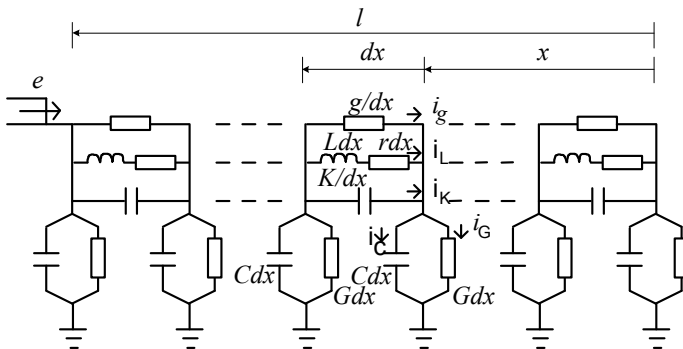 l
dx x
e
g/dx i_g
Ldx rdx i_L
K/dx i_K
i_C i_G
Cdx Cdx
Gdx Gdx